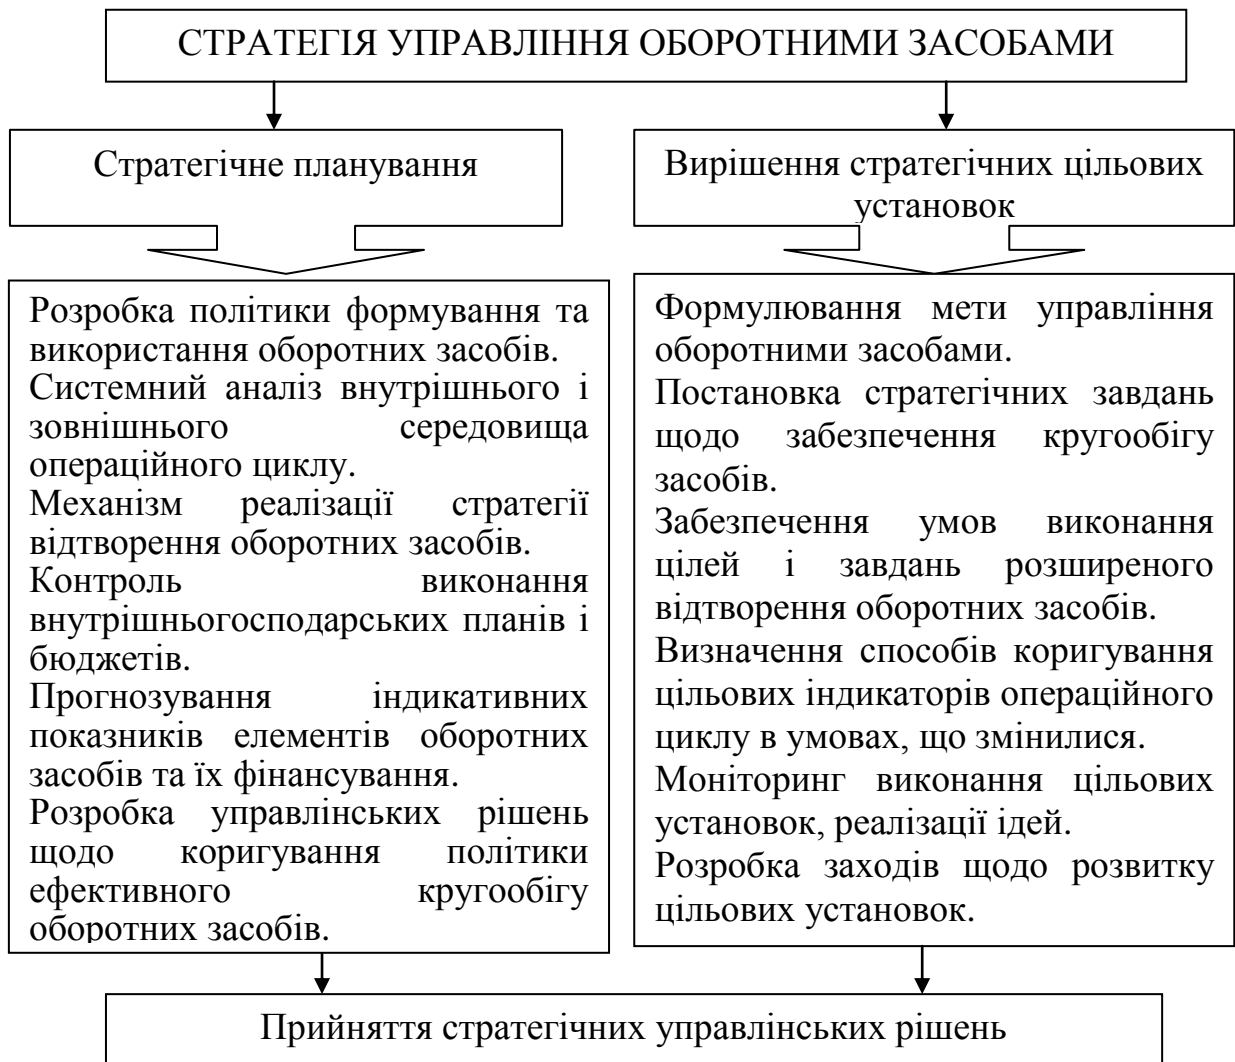 СТРАТЕГІЯ УПРАВЛІННЯ ОБОРОТНИМИ ЗАСОБАМИ
Стратегічне планування
Вирішення стратегічних цільових
установок
Розробка політики формування та
використання оборотних засобів.
Системний аналіз внутрішнього і
зовнішнього середовища
операційного циклу.
Механізм реалізації стратегії
відтворення оборотних засобів.
Контроль виконання
внутрішньогосподарських планів і
бюджетів.
Прогнозування індикативних
показників елементів оборотних
засобів та їх фінансування.
Розробка управлінських рішень
щодо коригування політики
ефективного кругообігу
оборотних засобів.
Формулювання мети управління
оборотними засобами.
Постановка стратегічних завдань
щодо забезпечення кругообігу
засобів.
Забезпечення умов виконання
цілей і завдань розширеного
відтворення оборотних засобів.
Визначення способів коригування
цільових індикаторів операційного
циклу в умовах, що змінилися.
Моніторинг виконання цільових
установок, реалізації ідей.
Розробка заходів щодо розвитку
цільових установок.
Прийняття стратегічних управлінських рішень